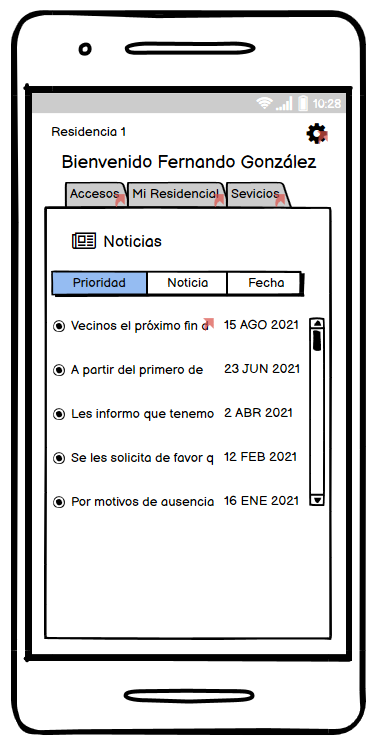 10:28
Residencia 1
Bienvenido Fernando González
Accesos Mi Residencial Sevicios
Noticias
Prioridad Noticia Fecha
Vecinos el próximo fin d 15 AGO 2021
A partir del primero de 23 JUN 2021
Les informo que tenemo 2 ABR 2021
Se les solicita de favor q 12 FEB 2021
Por motivos de ausencia 16 ENE 2021